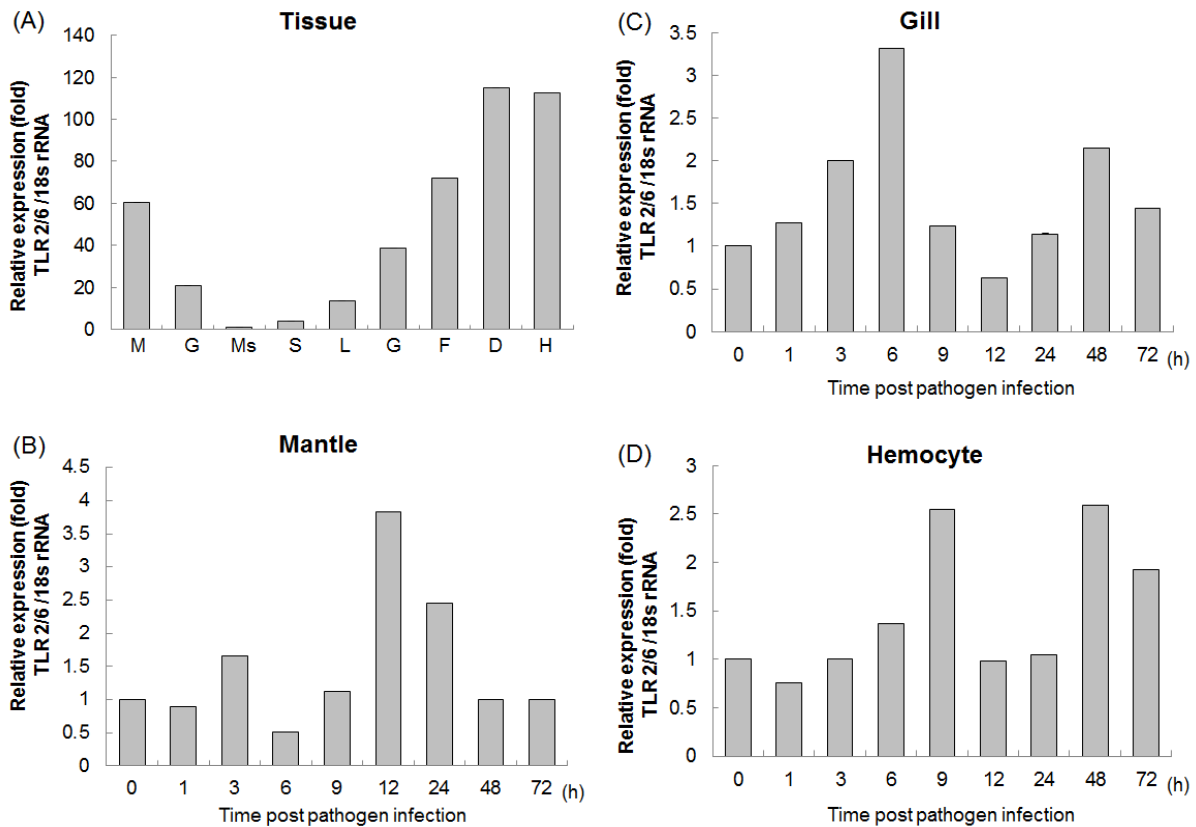 (A)
Tissue
Relative expression (fold)
TLR 2/6 /18s rRNA
140
120
100
80
60
40
20
0
M G Ms S L G F D H
(B)
Mantle
Relative expression (fold)
TLR 2/6 /18s rRNA
4.5
4
3.5
3
2.5
2
1.5
1
0.5
0
0 1 3 6 9 12 24 48 72 (h)
Time post pathogen infection
(C)
Gill
Relative expression (fold)
TLR 2/6 /18s rRNA
3.5
3
2.5
2
1.5
1
0.5
0
0 1 3 6 9 12 24 48 72 (h)
Time post pathogen infection
(D)
Hemocyte
Relative expression (fold)
TLR 2/6 /18s rRNA
3
2.5
2
1.5
1
0.5
0
0 1 3 6 9 12 24 48 72 (h)
Time post pathogen infection